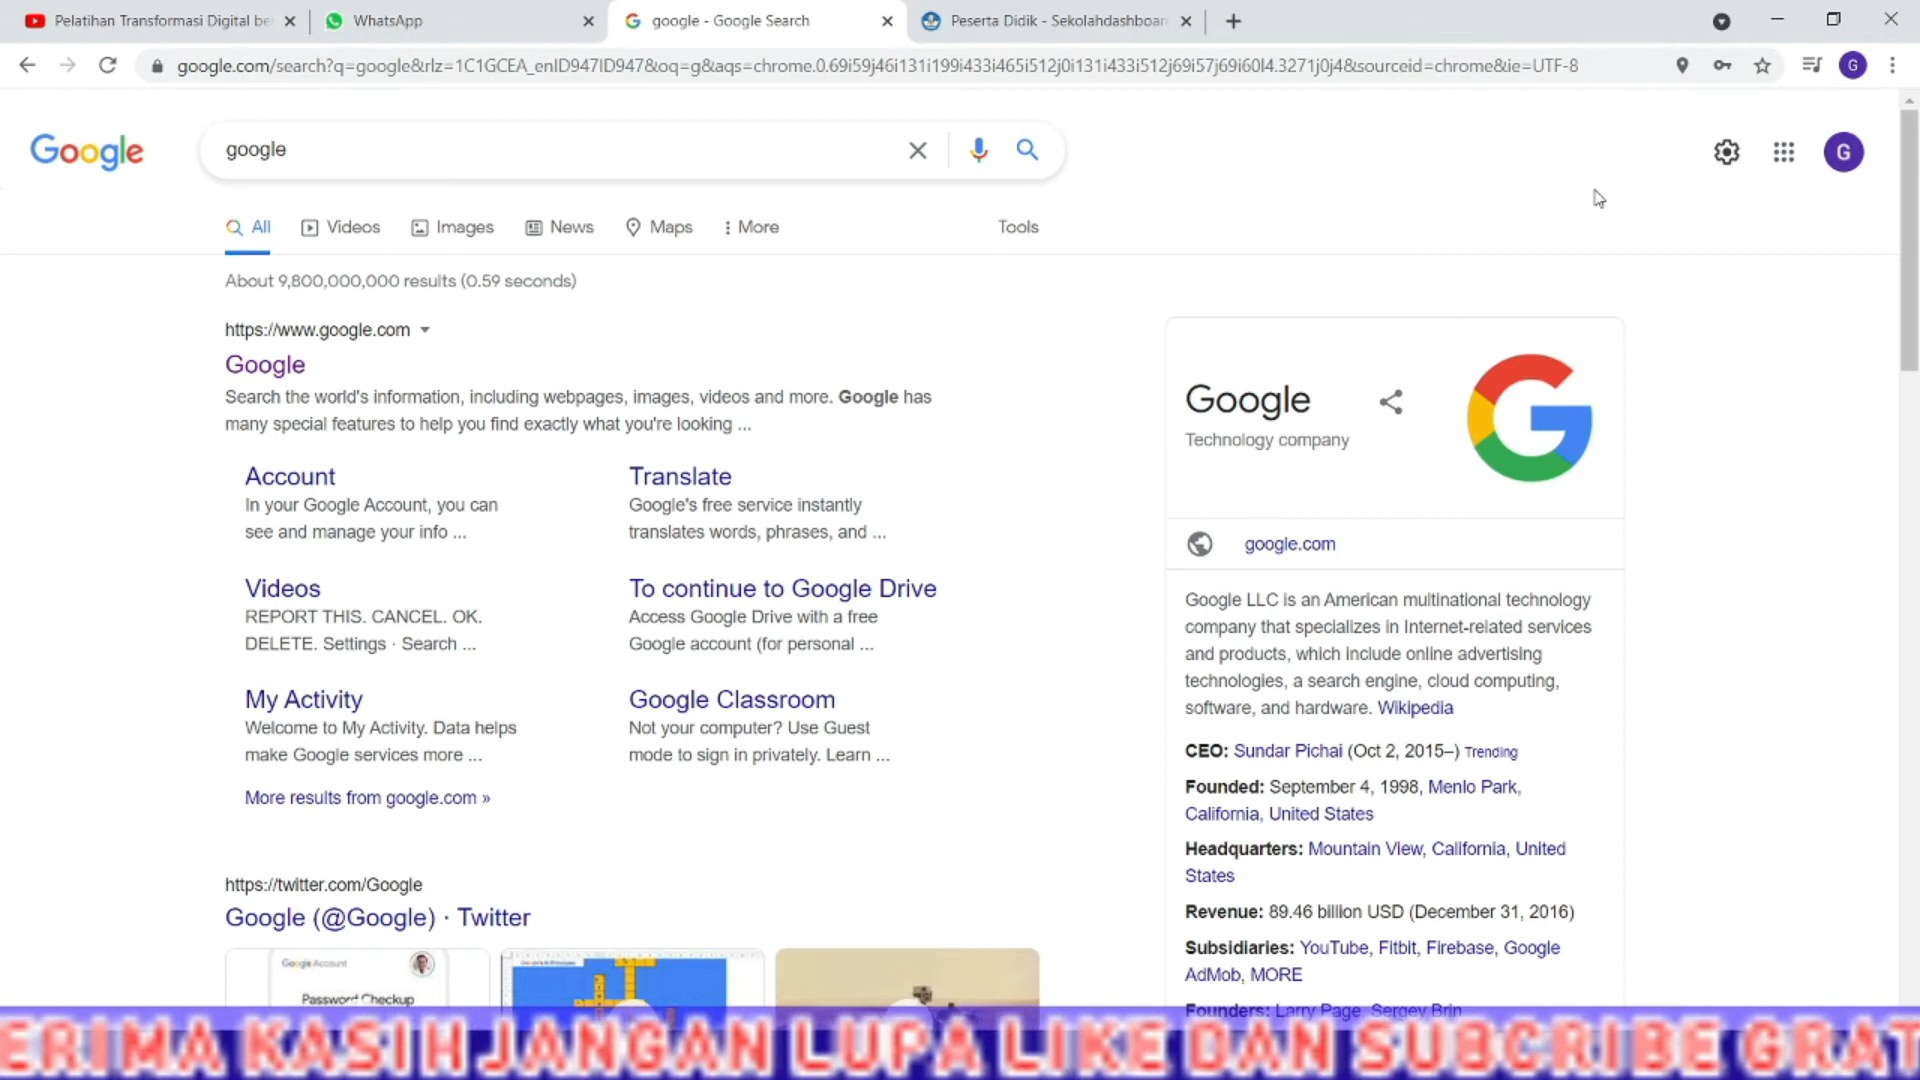 Pelatihan Transformasi Digital be
WhatsApp
google - Google Search
Peserta Didik - Sekolahdashboar
google.com/search?q=google&rlz=1C1GCEA_enID947ID947&oq=g&aqs=chrome.0.69i59j46i131i199i433i465i512j0i131i433i512j69i57j69i60l4.3271j0j4&sourceid=chrome&ie=UTF-8
G
Google
google
G
All
Videos
Images
News
Maps
More
Tools
About 9,800,000,000 results (0.59 seconds)
https://www.google.com
Google
Search the world's information, including webpages, images, videos and more. Google has
many special features to help you find exactly what you're looking ...
Account
In your Google Account, you can
see and manage your info ...
Translate
Google's free service instantly
translates words, phrases, and ...
Videos
REPORT THIS. CANCEL. OK.
DELETE. Settings · Search ...
To continue to Google Drive
Access Google Drive with a free
Google account (for personal ...
My Activity
Welcome to My Activity. Data helps
make Google services more ...
Google Classroom
Not your computer? Use Guest
mode to sign in privately. Learn ...
More results from google.com »
https://twitter.com/Google
Google (@Google) · Twitter
Google Account
Password Checkup
Google
Technology company
google.com
Google LLC is an American multinational technology
company that specializes in Internet-related services
and products, which include online advertising
technologies, a search engine, cloud computing,
software, and hardware. Wikipedia
CEO: Sundar Pichai (Oct 2, 2015–) Trending
Founded: September 4, 1998, Menlo Park,
California, United States
Headquarters: Mountain View, California, United
States
Revenue: 89.46 billion USD (December 31, 2016)
Subsidiaries: YouTube, Fitbit, Firebase, Google
AdMob, MORE
Founders: Larry Page, Sergey Brin
ERIMA KASIH JANGAN LUPA LIKE DAN SUBCRIBE GRAT